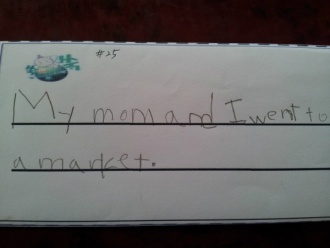 #25
My mom and I went to
a market.